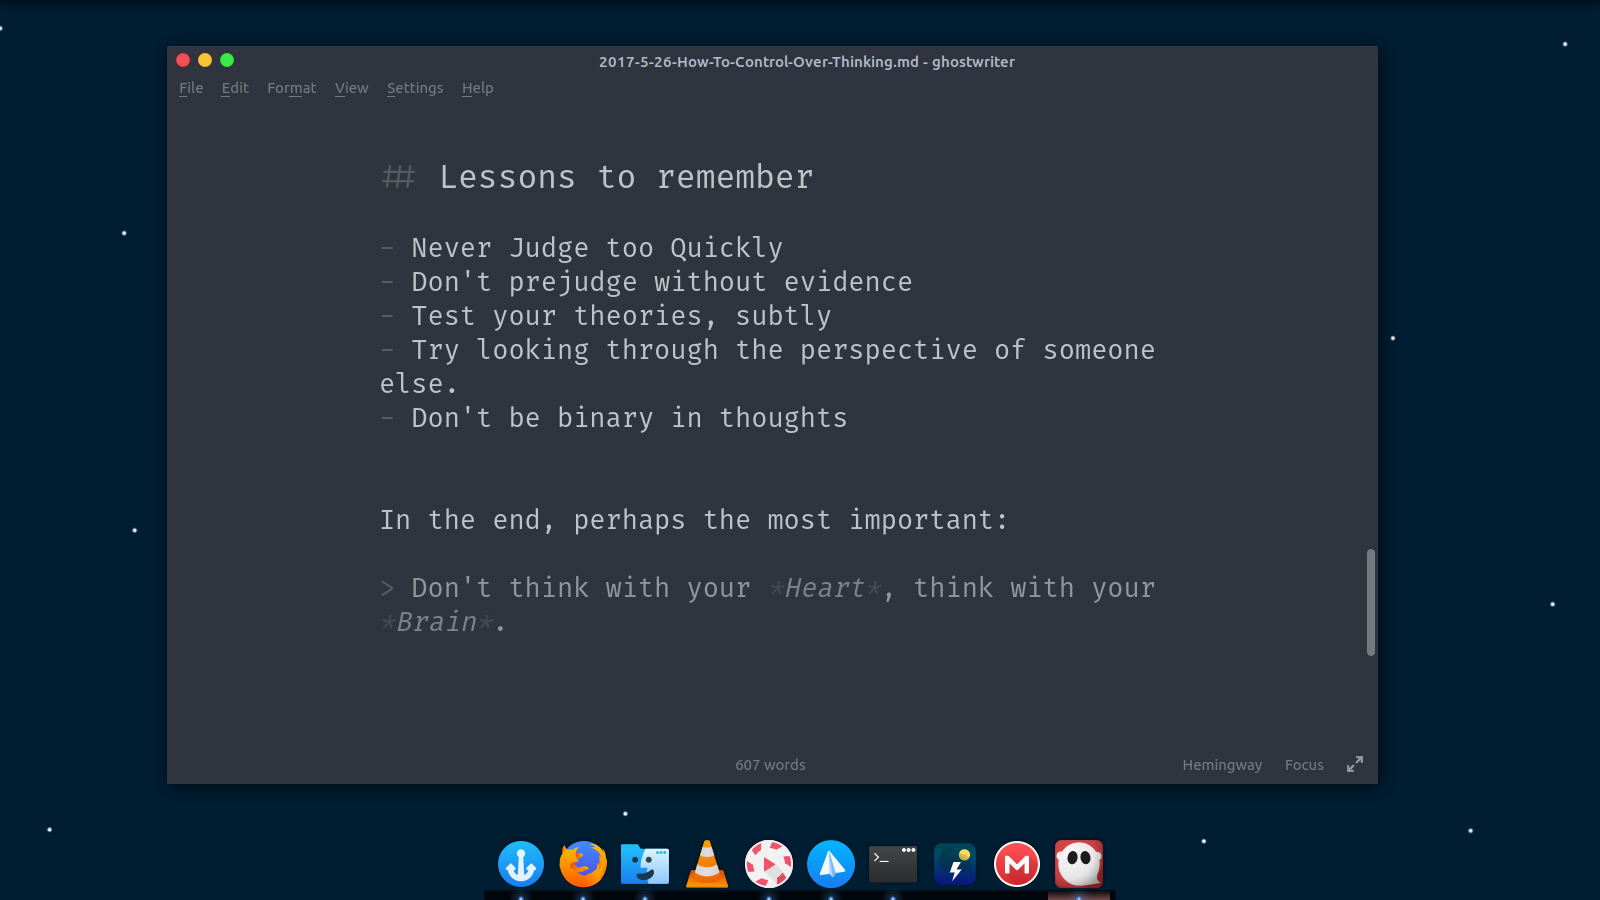 2017-5-26-How-To-Control-Over-Thinking.md - ghostwriter
File Edit Format View Settings Help
## Lessons to remember
- Never Judge too Quickly
- Don't prejudge without evidence
- Test your theories, subtly
- Try looking through the perspective of someone
else.
- Don't be binary in thoughts
In the end, perhaps the most important:
> Don't think with your *Heart*, think with your
*Brain*.
607 words
Hemingway Focus
>_
M